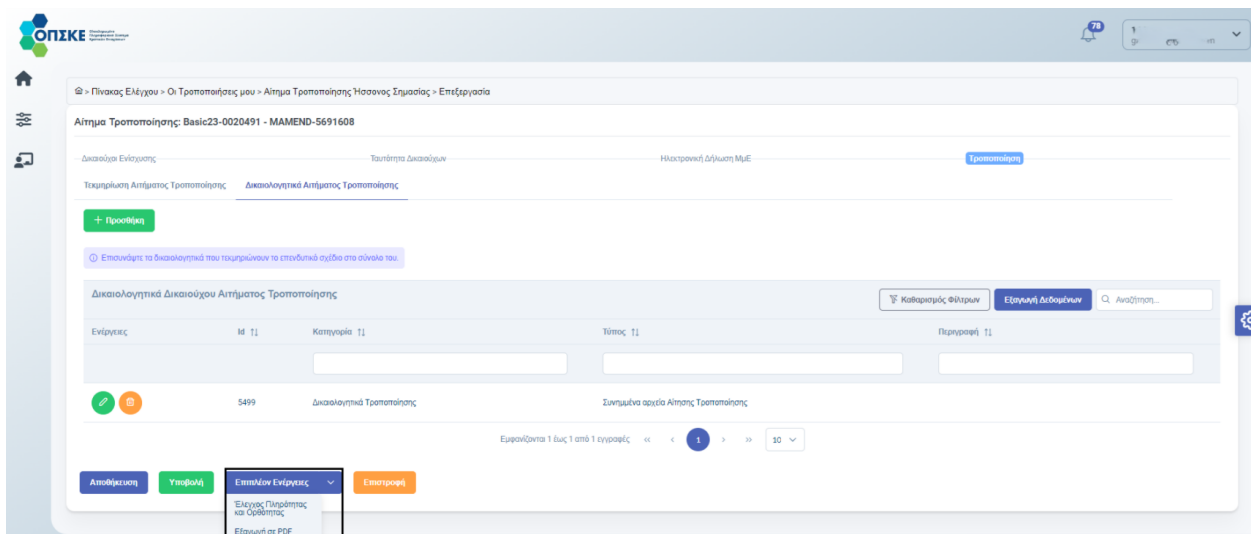 78
ΟΠΣΚΕ
> Πίνακας Ελέγχου > Οι Τροποποιήσεις μου > Αίτημα Τροποποίησης Ήσσονος Σημασίας > Επεξεργασία
Αίτημα Τροποποίησης: Basic23-0020491 - MAMEND-5691608
Δικαιούχοι Ενίσχυσης Ταυτότητα Δικαιούχων Ηλεκτρονική Δήλωση ΜμΕ Τροποποίηση
Τεκμηρίωση Αιτήματος Τροποποίησης Δικαιολογητικά Αιτήματος Τροποποίησης
+ Προσθήκη
Επισυνάψτε τα δικαιολογητικά που τεκμηριώνουν το επενδυτικό σχέδιο στο σύνολο του.
Δικαιολογητικά Δικαιούχου Αιτήματος Τροποποίησης Καθαρισμός Φίλτρων Εξαγωγή Δεδομένων Αναζήτηση...
Ενέργειες Id Κατηγορία Τύπος Περιγραφή
5499 Δικαιολογητικά Τροποποίησης Συνημμένα αρχεία Αίτησης Τροποποίησης
Εμφανίζονται 1 έως 1 από 1 εγγραφές « ‹ 1 › » 10
Αποθήκευση Υποβολή Επιπλέον Ενέργειες Επιστροφή
Έλεγχος Πληρότητας
και Ορθότητας
Εξαγωγή σε PDF